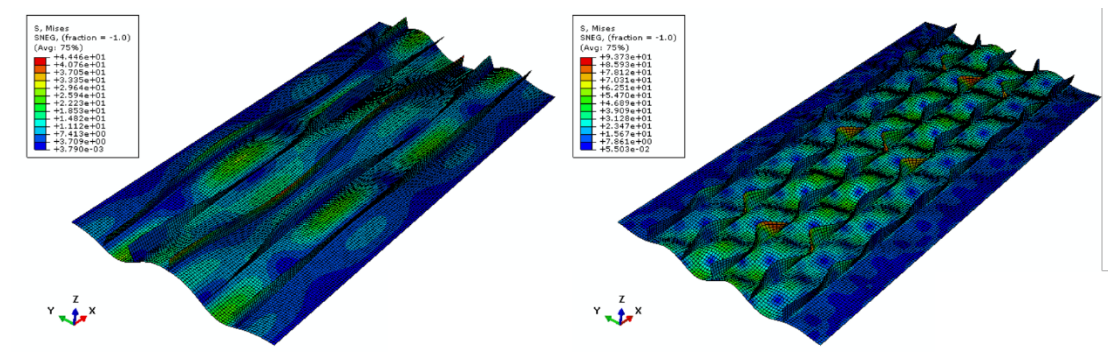 S, Mises
SNEG, (fraction = -1.0)
(Avg: 75%)
+4.446e+01
+4.076e+01
+3.705e+01
+3.335e+01
+2.964e+01
+2.594e+01
+2.223e+01
+1.853e+01
+1.482e+01
+1.112e+01
+7.413e+00
+3.709e+00
+3.790e-03
Z
Y
X
S, Mises
SNEG, (fraction = -1.0)
(Avg: 75%)
+9.373e+01
+8.593e+01
+7.812e+01
+7.031e+01
+6.251e+01
+5.470e+01
+4.689e+01
+3.909e+01
+3.128e+01
+2.347e+01
+1.567e+01
+7.861e+00
+5.503e-02
Z
Y
X